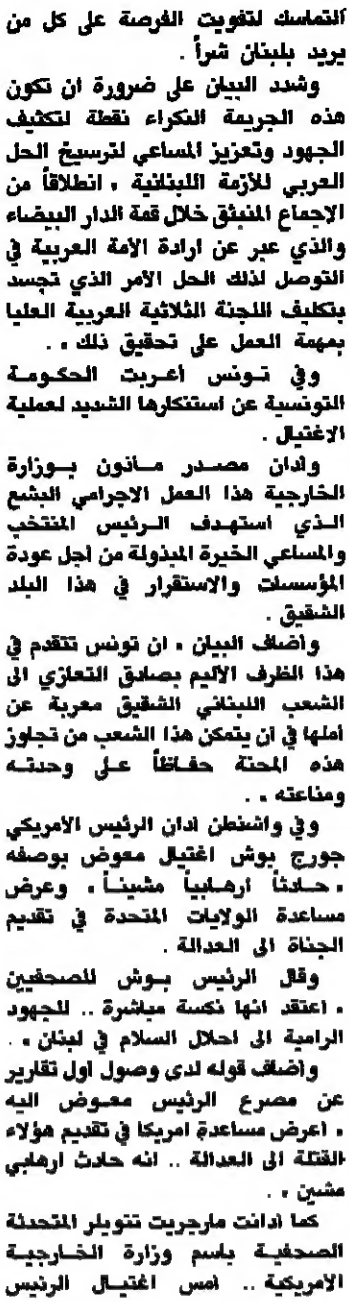 التماسك لتفويت الفرصة على كل من
يريد بلبنان شراً .
وشدد البيان على ضرورة ان تكون
هذه الجريمة النكراء نقطة لتكثيف
الجهود وتعزيز المساعي لترسيخ الحل
العربي للأزمة اللبنانية « انطلاقاً من
الاجماع المنبثق خلال قمة الدار البيضاء
والذي عبر عن ارادة الأمة العربية في
التوصل لذلك الحل الأمر الذي تجسد
بتكليف اللجنة الثلاثية العربية العليا
بمهمة العمل على تحقيق ذلك » .
وفي تونس أعربت الحكومة
التونسية عن استنكارها الشديد لعملية
الاغتيال .
وادان مصدر مأذون بوزارة
الخارجية هذا العمل الاجرامي البشع
الذي استهدف الرئيس المنتخب
والمساعي الخيرة المبذولة من اجل عودة
المؤسسات والاستقرار في هذا البلد
الشقيق .
وأضاف البيان « ان تونس تتقدم في
هذا الظرف الأليم بصادق التعازي الى
الشعب اللبناني الشقيق معربة عن
أملها في أن يتمكن هذا الشعب من تجاوز
هذه المحنة حفاظاً على وحدته
ومناعته » .
وفي واشنطن ادان الرئيس الامريكي
جورج بوش اغتيال معوض بوصفه
« حادثاً ارهابياً مشيناً » وعرض
مساعدة الولايات المتحدة في تقديم
الجناة الى العدالة .
وقال الرئيس بوش للصحفيين
« اعتقد انها نكسة مباشرة .. للجهود
الرامية الى احلال السلام في لبنان » .
وأضاف قوله لدى وصول اول تقارير
عن مصرع الرئيس معوض اليه
« اعرض مساعدة امريكا في تقديم هؤلاء
القتلة الى العدالة .. انه حادث ارهابي
مشين » .
كما ادانت مارجريت تتويلر المتحدثة
الصحفية باسم وزارة الخارجية
الامريكية .. امس اغتيال الرئيس